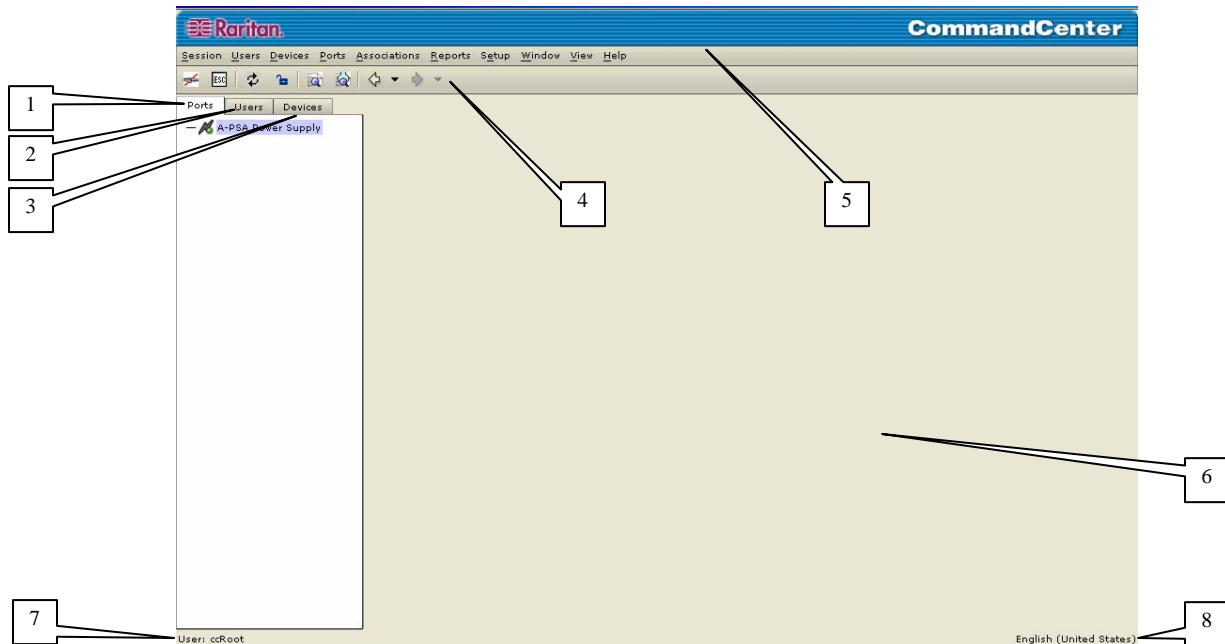 Raritan.
CommandCenter
Session Users Devices Ports Associations Reports Setup Window View Help
ESC
1
Ports Users Devices
A-PSA Power Supply
2
3
4
5
6
7
8
User: ccRoot
English (United States)